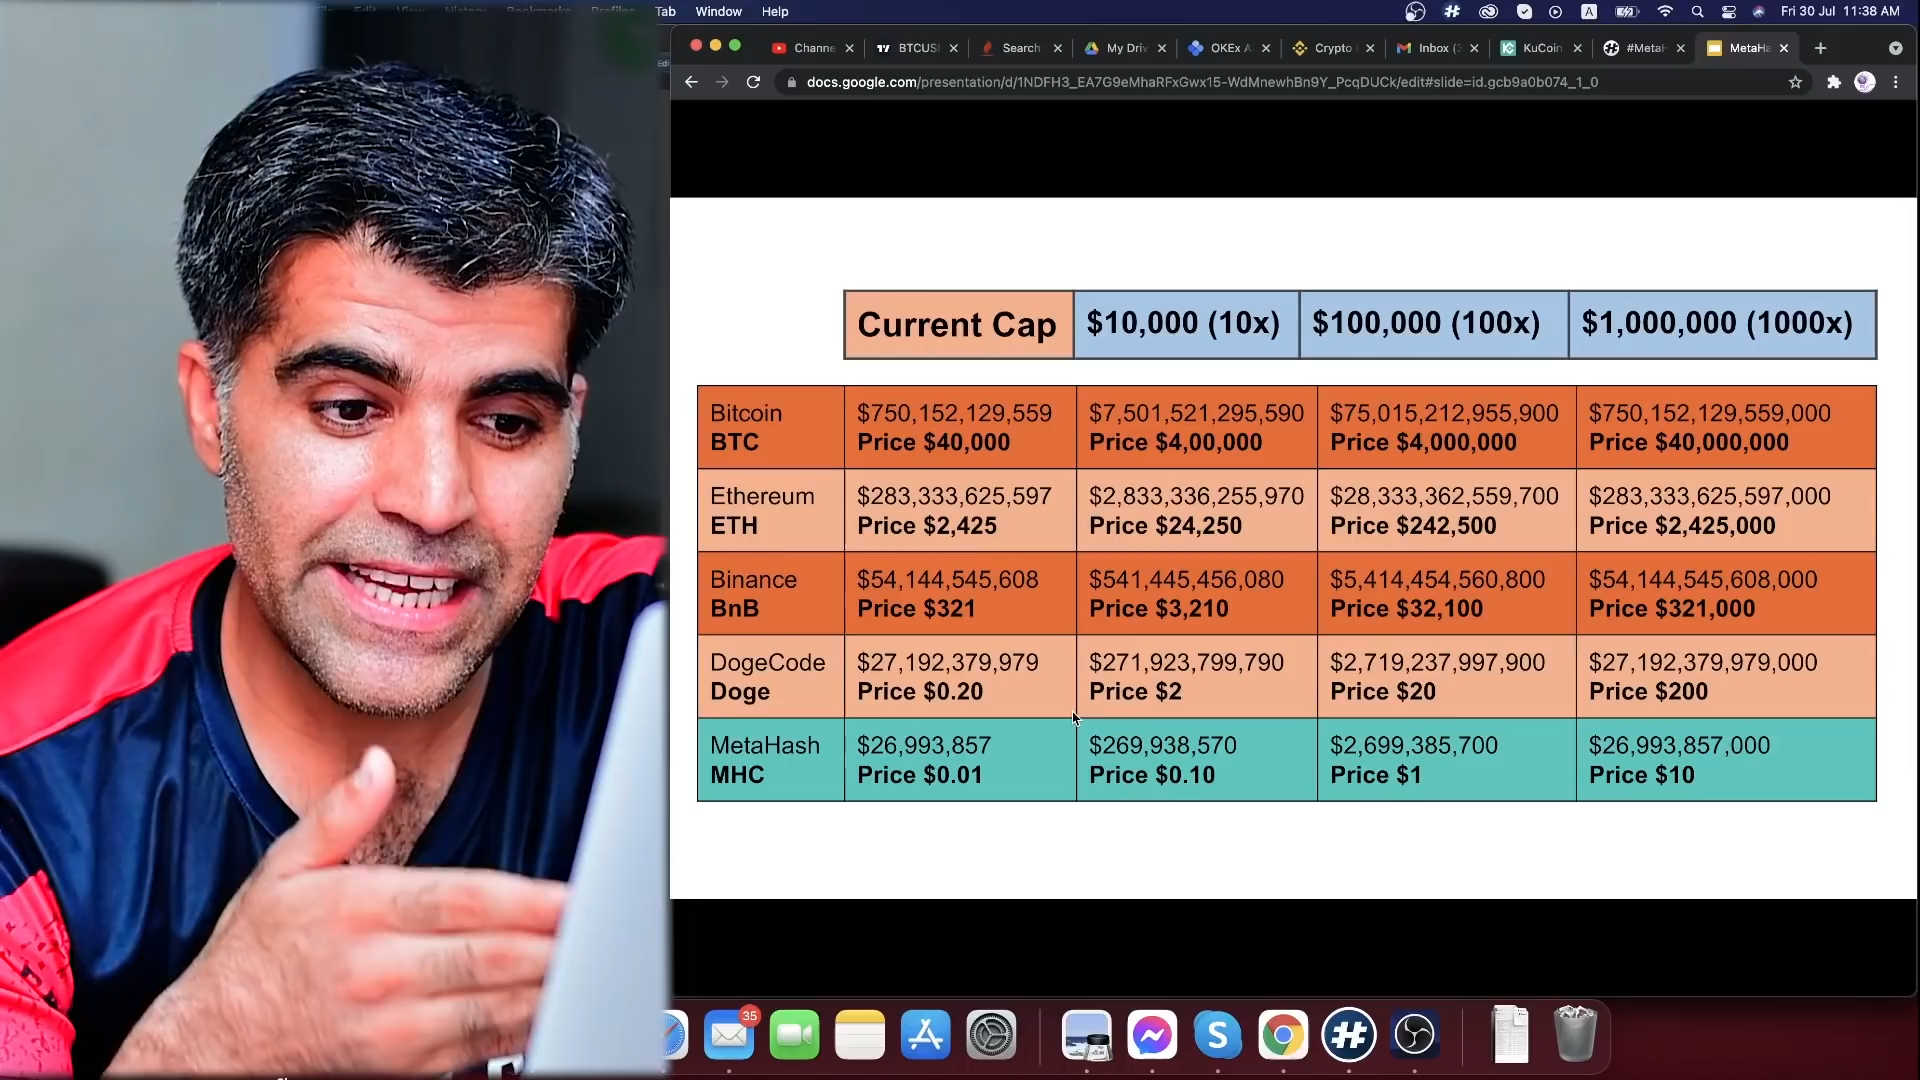 File Edit View History Bookmarks Profiles Tab Window Help
Fri 30 Jul 11:38 AM
Channe
BTCUS
Search
My Driv
OKEx A
Crypto
Inbox (3
KuCoin
#MetaH
MetaHa
docs.google.com/presentation/d/1NDFH3_EA7G9eMhaRFxGwx15-WdMnewhBn9Y_PcqDUCk/edit#slide=id.gcb9a0b074_1_0
Current Cap $10,000 (10x) $100,000 (100x) $1,000,000 (1000x)
Bitcoin $750,152,129,559 $7,501,521,295,590 $75,015,212,955,900 $750,152,129,559,000
BTC Price $40,000 Price $4,00,000 Price $4,000,000 Price $40,000,000
Ethereum $283,333,625,597 $2,833,336,255,970 $28,333,362,559,700 $283,333,625,597,000
ETH Price $2,425 Price $24,250 Price $242,500 Price $2,425,000
Binance $54,144,545,608 $541,445,456,080 $5,414,454,560,800 $54,144,545,608,000
BnB Price $321 Price $3,210 Price $32,100 Price $321,000
DogeCode $27,192,379,979 $271,923,799,790 $2,719,237,997,900 $27,192,379,979,000
Doge Price $0.20 Price $2 Price $20 Price $200
MetaHash $26,993,857 $269,938,570 $2,699,385,700 $26,993,857,000
MHC Price $0.01 Price $0.10 Price $1 Price $10
35